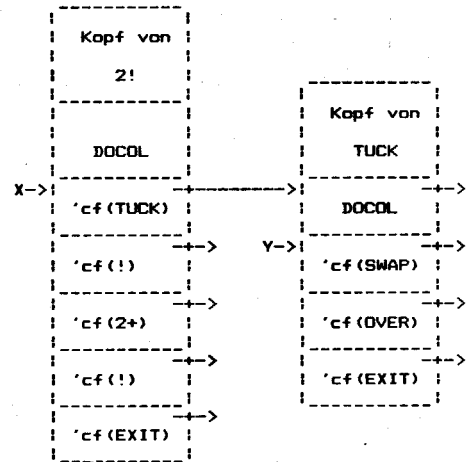 Kopf von
2!
DOCOL
X->
'cf(TUCK)
'cf(!)
'cf(2+)
'cf(!)
'cf(EXIT)
Kopf von
TUCK
DOCOL
Y->
'cf(SWAP)
'cf(OVER)
'cf(EXIT)